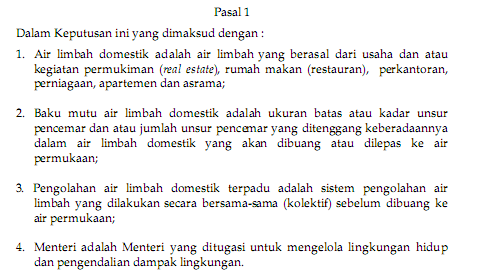 Pasal 1
Dalam Keputusan ini yang dimaksud dengan :
1. Air limbah domestik adalah air limbah yang berasal dari usaha dan atau
kegiatan permukiman (real estate), rumah makan (restauran), perkantoran,
perniagaan, apartemen dan asrama;
2. Baku mutu air limbah domestik adalah ukuran batas atau kadar unsur
pencemar dan atau jumlah unsur pencemar yang ditenggang keberadaannya
dalam air limbah domestik yang akan dibuang atau dilepas ke air
permukaan;
3. Pengolahan air limbah domestik terpadu adalah sistem pengolahan air
limbah yang dilakukan secara bersama-sama (kolektif) sebelum dibuang ke
air permukaan;
4. Menteri adalah Menteri yang ditugasi untuk mengelola lingkungan hidup
dan pengendalian dampak lingkungan.